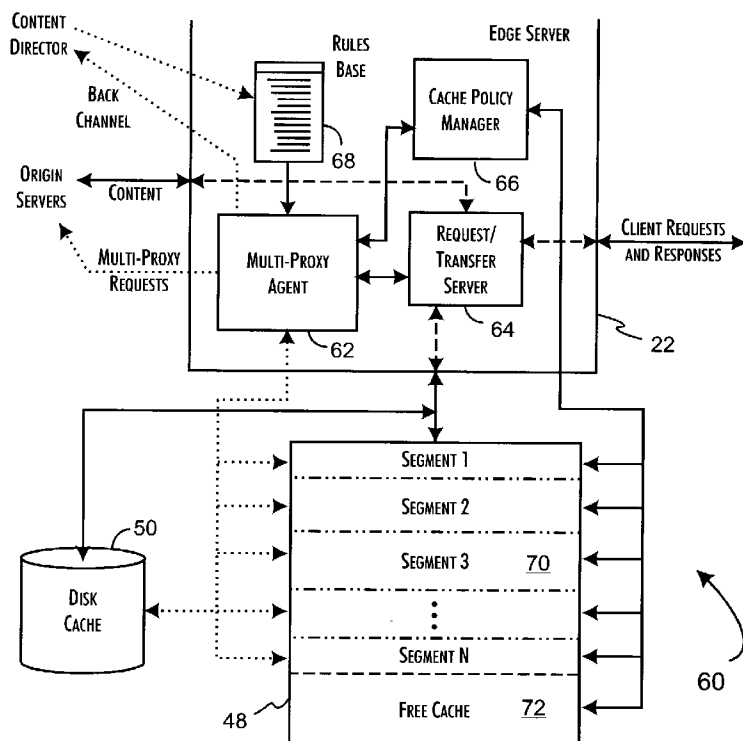 CONTENT
DIRECTOR
BACK
CHANNEL
ORIGIN
SERVERS
CONTENT
MULTI-PROXY
REQUESTS
RULES
BASE
68
EDGE SERVER
CACHE POLICY
MANAGER
66
MULTI-PROXY
AGENT
62
REQUEST/
TRANSFER
SERVER
64
CLIENT REQUESTS
AND RESPONSES
22
50
DISK
CACHE
SEGMENT 1
SEGMENT 2
SEGMENT 3
70
SEGMENT N
FREE CACHE
72
48
60